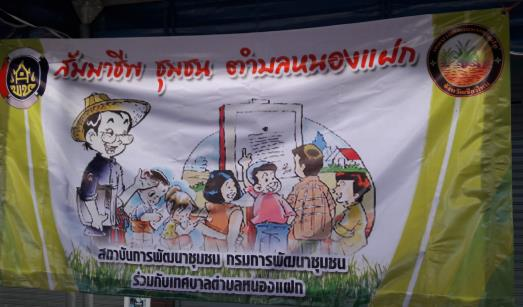 สัมมาชีพ ชุมชน ตำบลหนองแฝก
สถาบันการพัฒนาชุมชน กรมการพัฒนาชุมชน
ร่วมกับเทศบาลตำบลหนองแฝก